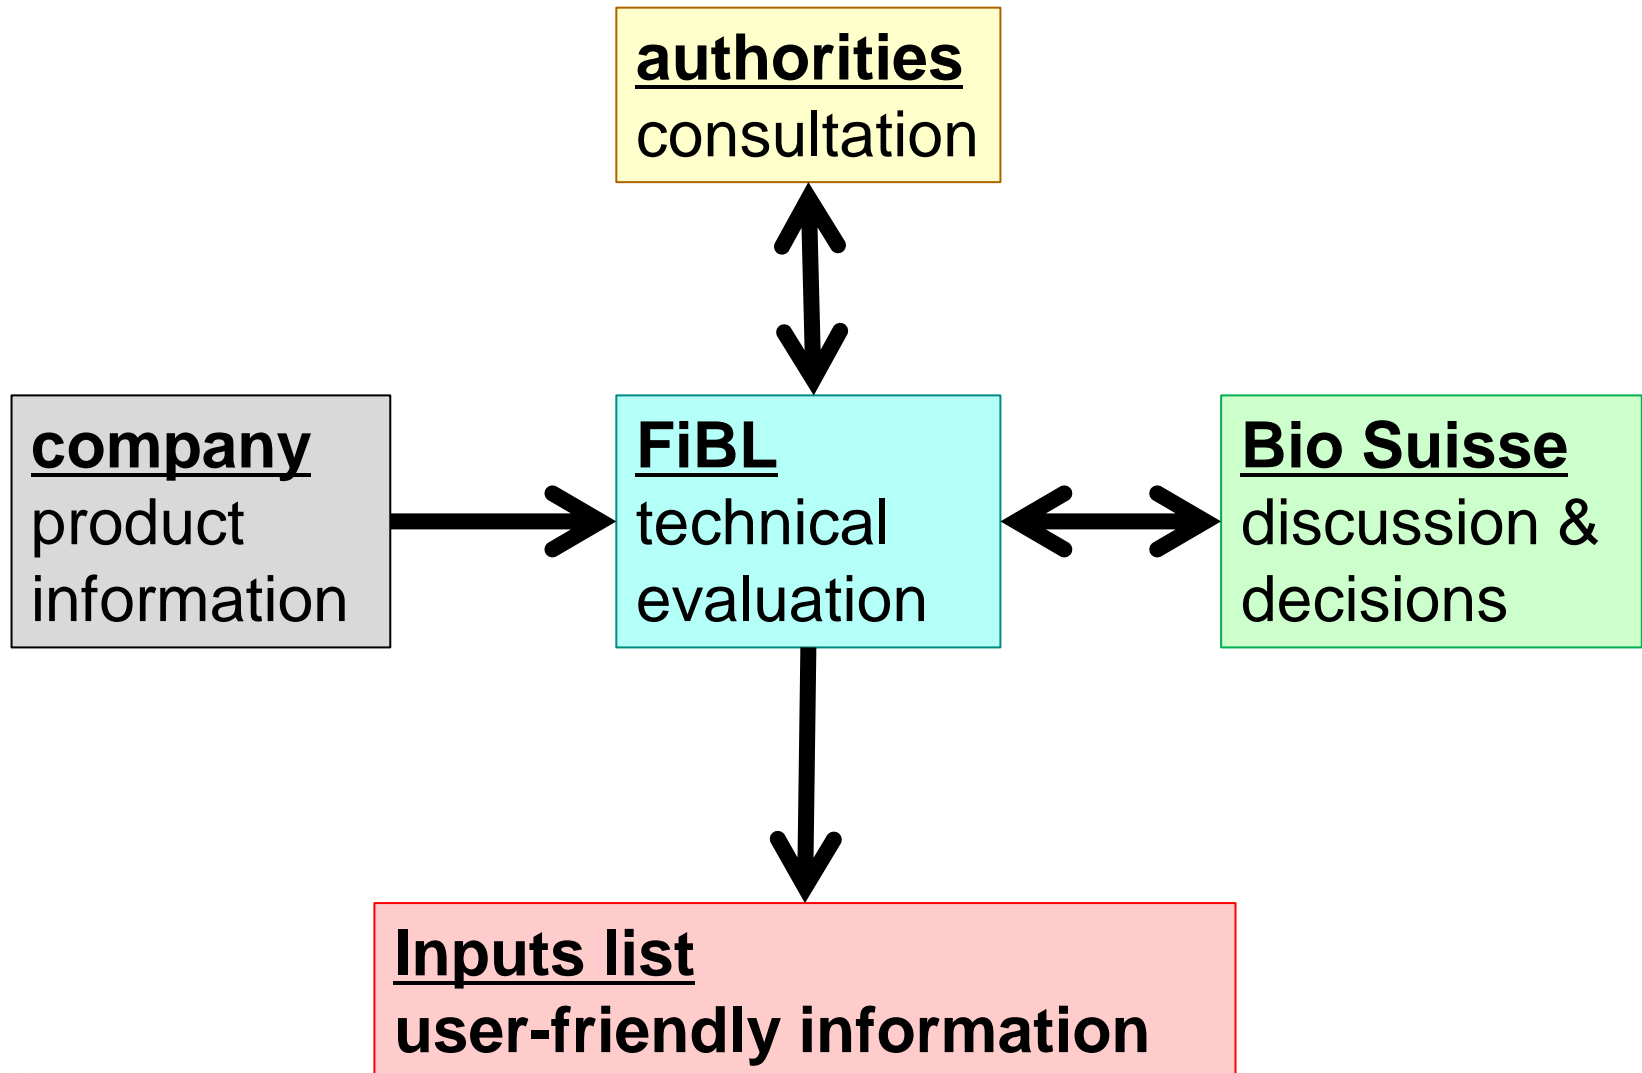 authorities
consultation
company
product
information
FiBL
technical
evaluation
Bio Suisse
discussion &
decisions
Inputs list
user-friendly information